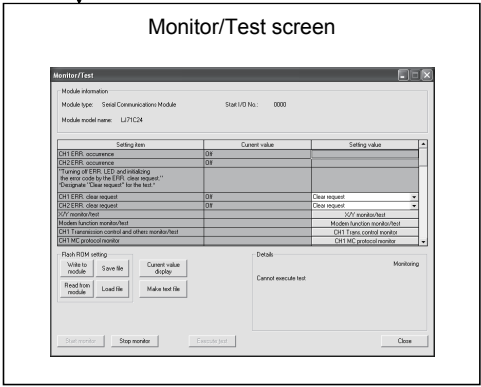 Monitor/Test screen
Monitor/Test
Module information
Module type: Serial Communications Module Start I/O No.: 0000
Module model name: LJ71C24
Setting item Current value Setting value
CH1 ERR. occurrence Off
CH2 ERR. occurrence Off
"Turning off ERR. LED and initializing
the error code by the ERR. clear request."
*Designate "Clear request" for the test.*
CH1 ERR. clear request Off Clear request
CH2 ERR. clear request Off Clear request
X/Y monitor/test X/Y monitor/test
Modem function monitor/test Modem function monitor/test
CH1 Transmission control and others monitor/test CH1 Trans. control monitor
CH1 MC protocol monitor CH1 MC protocol monitor
Flash ROM setting
Write to module
Save file
Current value display
Read from module
Load file
Make text file
Details
Monitoring
Cannot execute test
Start monitor
Stop monitor
Execute test
Close